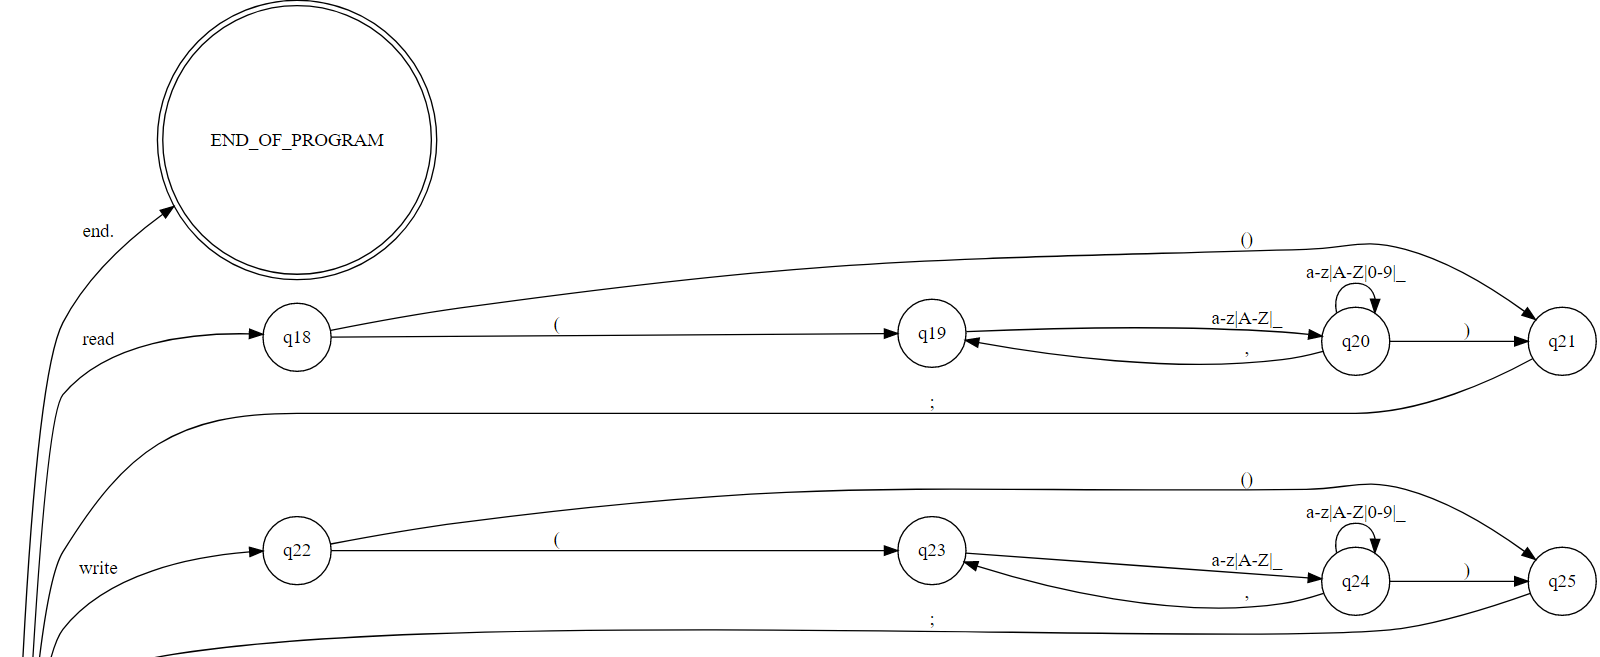 END_OF_PROGRAM
end.
()
a-z|A-Z|0-9|_
read
q18
(
q19
a-z|A-Z|_
,
q20
)
q21
;
()
a-z|A-Z|0-9|_
write
q22
(
q23
a-z|A-Z|_
,
q24
)
q25
;